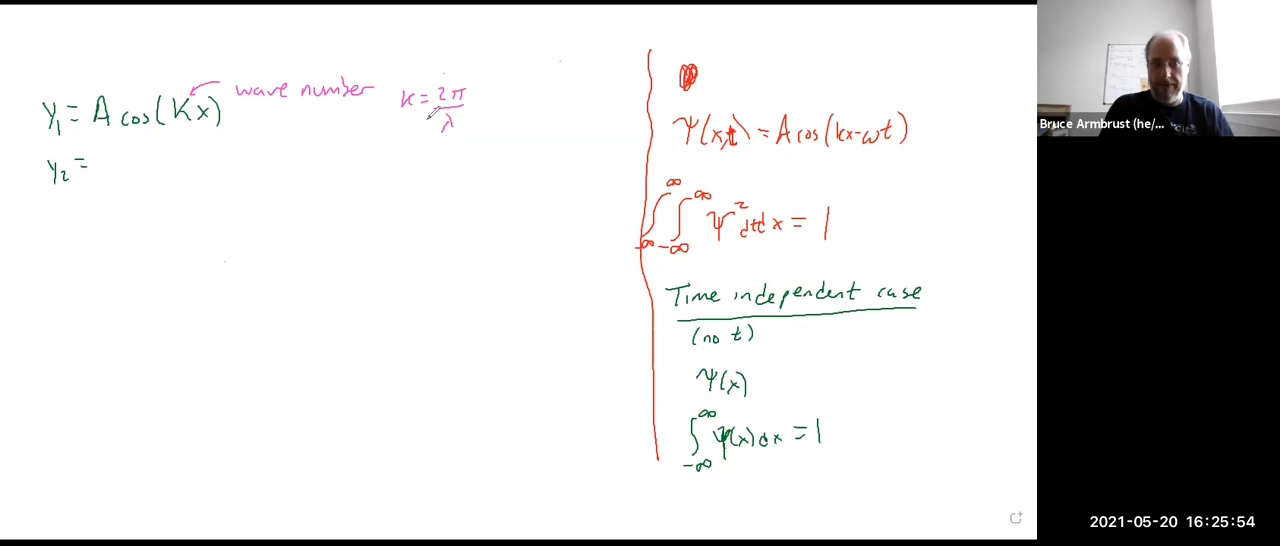 y₁ = A cos(Kx)
wave number
K = 2π/λ
y₂ =
Ψ(x,t) = A cos(kx-ωt)
∫_{-∞}^{∞} ∫_{-∞}^{∞} Ψ² dt dx = 1
Time independent case
(no t)
Ψ(x)
∫_{-∞}^{∞} Ψ(x) dx = 1
Bruce Armbrust (he/...
2021-05-20 16:25:54